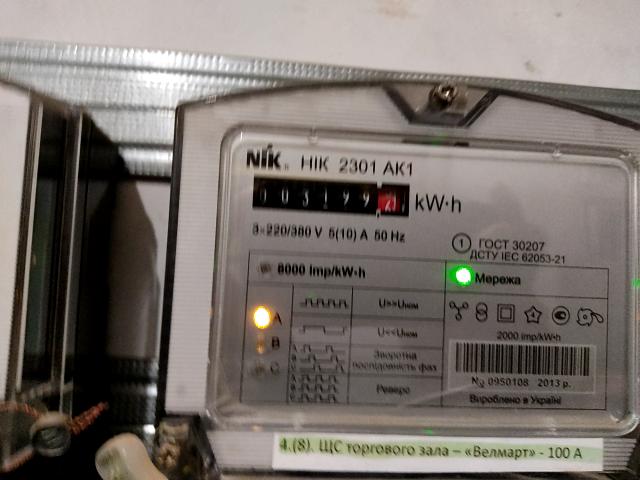 NiK НІК 2301 АК1
003199 kW·h
3×220/380 V 5(10) A 50 Hz
1 ГОСТ 30207
ДСТУ IEC 62053-21
8000 imp/kW·h
Мережа
A U>>Uном
B U<<Uном
C Зворотна
послідовність фаз
Реверс
2000 imp/kW·h
№ 0950108 2013 р.
Вироблено в Україні
4.(8). ЩС торгового зала – «Велмарт» - 100 А